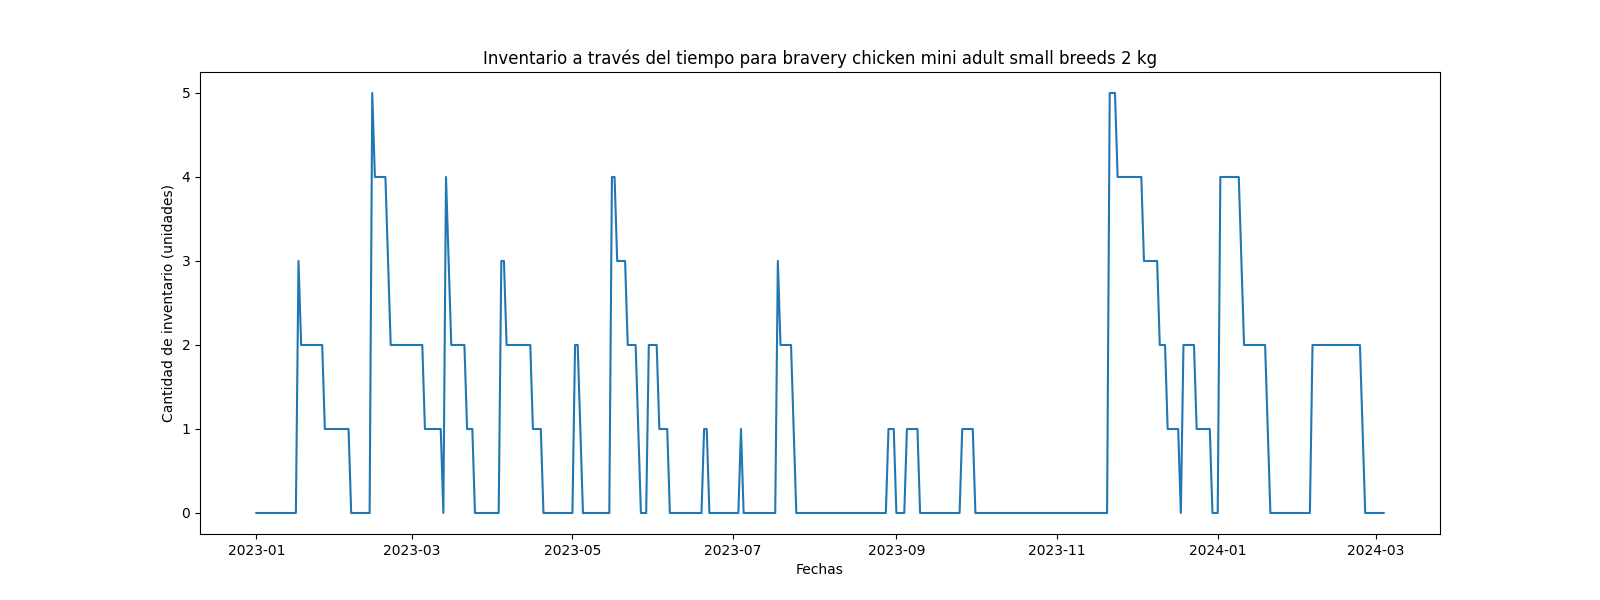 Inventario a través del tiempo para bravery chicken mini adult small breeds 2 kg
Cantidad de inventario (unidades)
5
4
3
2
1
0
2023-01 2023-03 2023-05 2023-07 2023-09 2023-11 2024-01 2024-03
Fechas